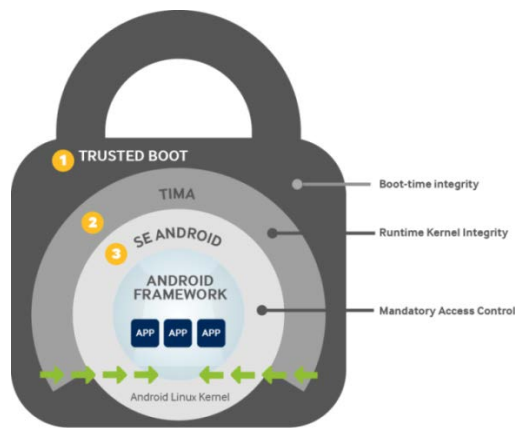 1 TRUSTED BOOT
TIMA
Boot-time integrity
2
Runtime Kernel Integrity
3 SE ANDROID
ANDROID
FRAMEWORK
APP APP APP
Mandatory Access Control
Android Linux Kernel